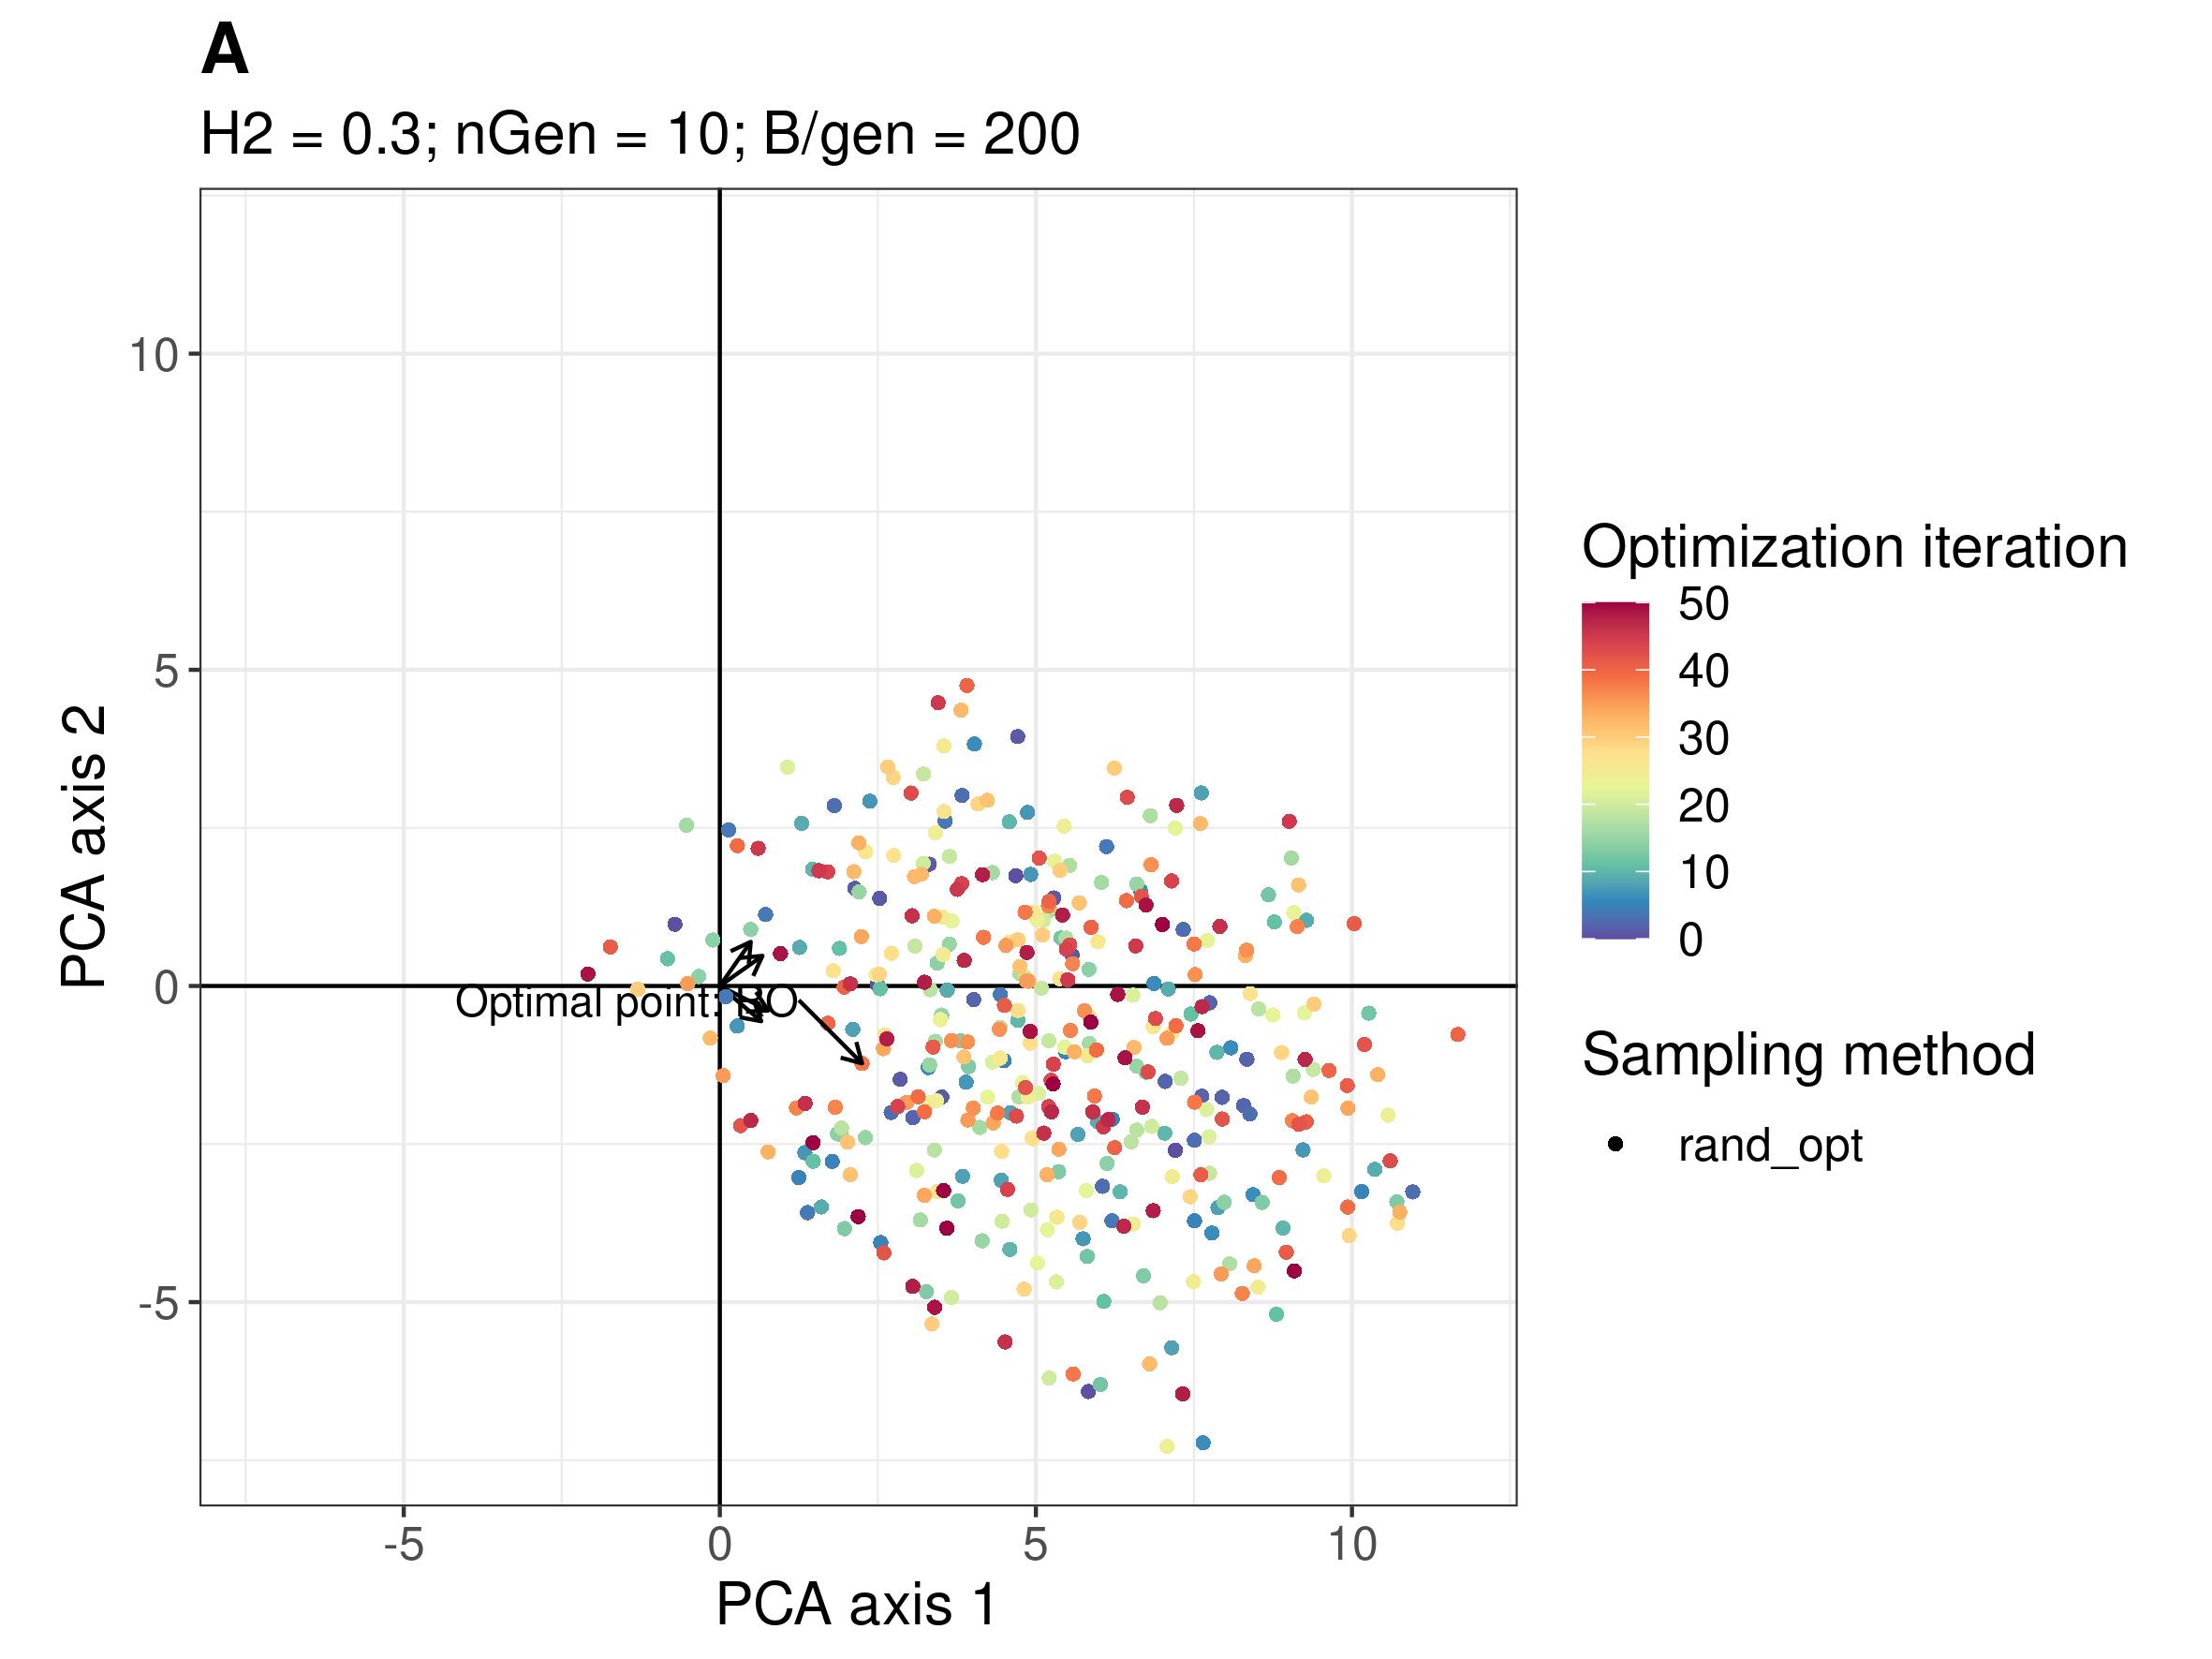 A
H2 = 0.3; nGen = 10; B/gen = 200
PCA axis 2
10
5
0
-5
Optimal point: BO
-5
0
5
10
PCA axis 1
Optimization iteration
50
40
30
20
10
0
Sampling method
rand_opt